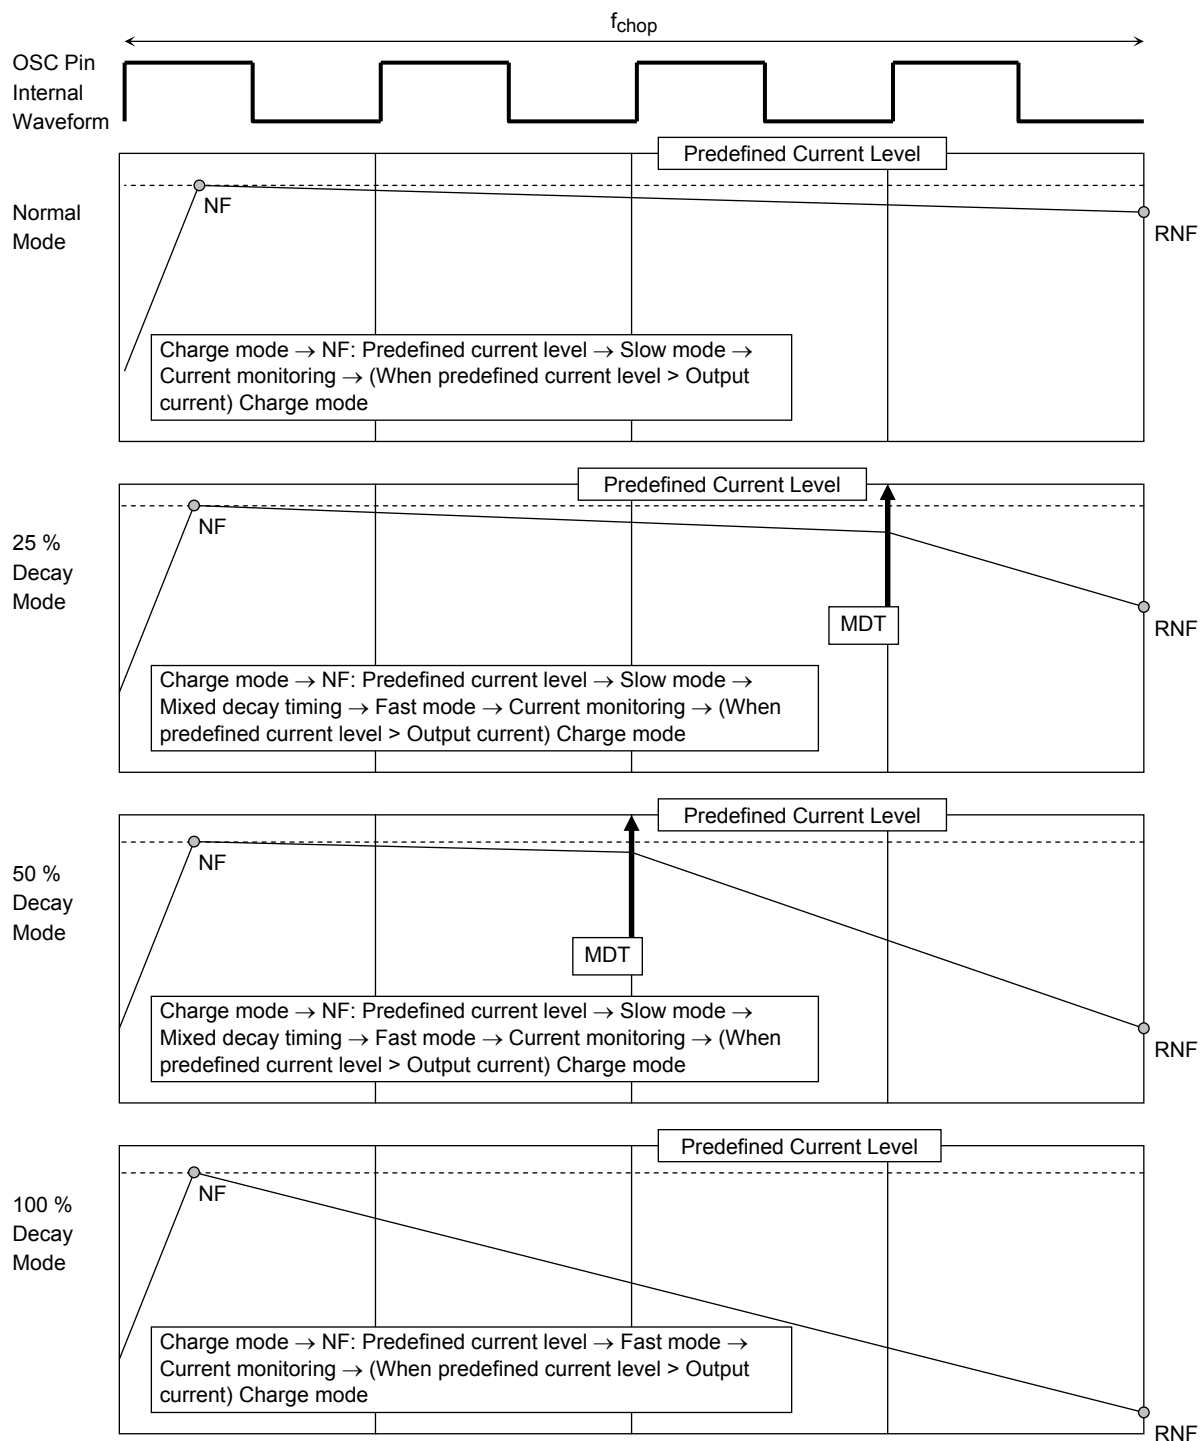 fchop
OSC Pin
Internal
Waveform
Predefined Current Level
NF
Normal
Mode
RNF
Charge mode → NF: Predefined current level → Slow mode →
Current monitoring → (When predefined current level > Output
current) Charge mode
Predefined Current Level
NF
25 %
Decay
Mode
MDT
RNF
Charge mode → NF: Predefined current level → Slow mode →
Mixed decay timing → Fast mode → Current monitoring → (When
predefined current level > Output current) Charge mode
Predefined Current Level
NF
50 %
Decay
Mode
MDT
RNF
Charge mode → NF: Predefined current level → Slow mode →
Mixed decay timing → Fast mode → Current monitoring → (When
predefined current level > Output current) Charge mode
Predefined Current Level
NF
100 %
Decay
Mode
Charge mode → NF: Predefined current level → Fast mode →
Current monitoring → (When predefined current level > Output
current) Charge mode
RNF